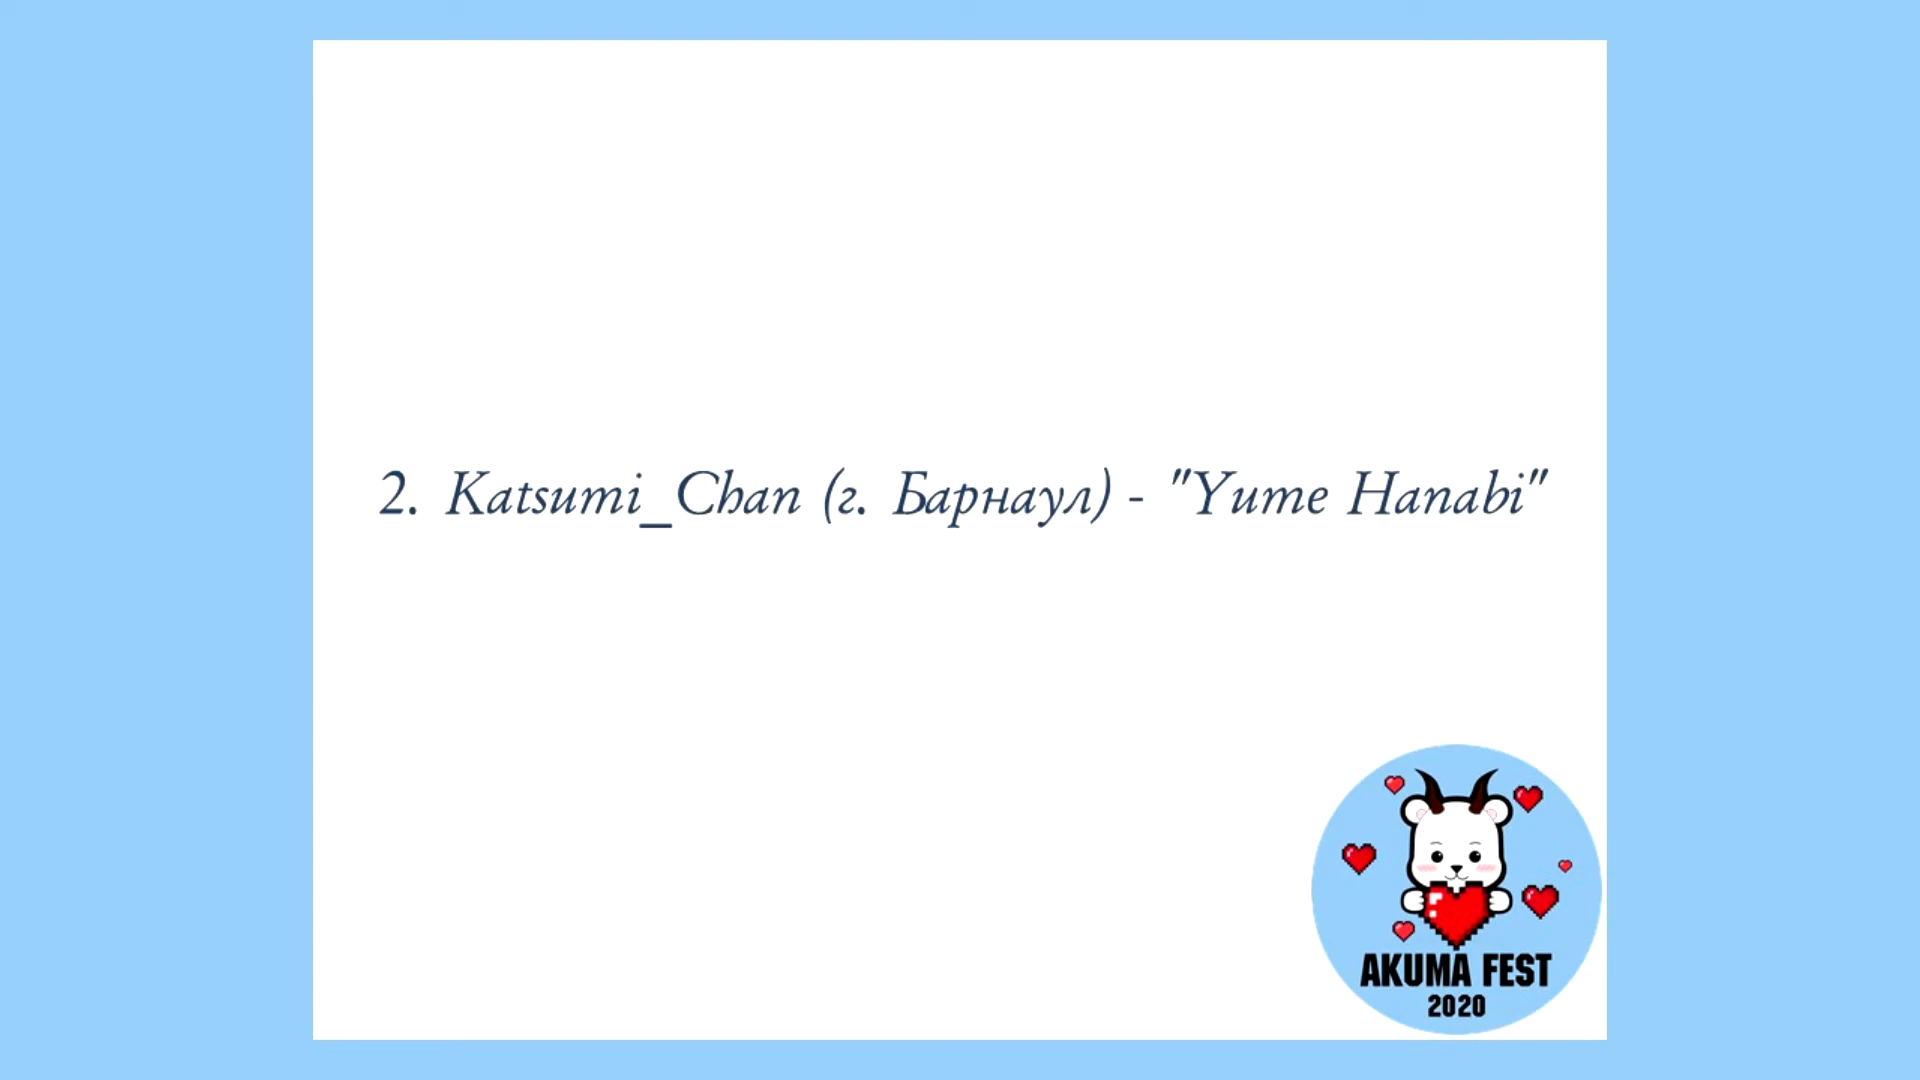 2. Katsumi_Chan (г. Барнаул) - "Yume Hanabi"
AKUMA FEST
2020